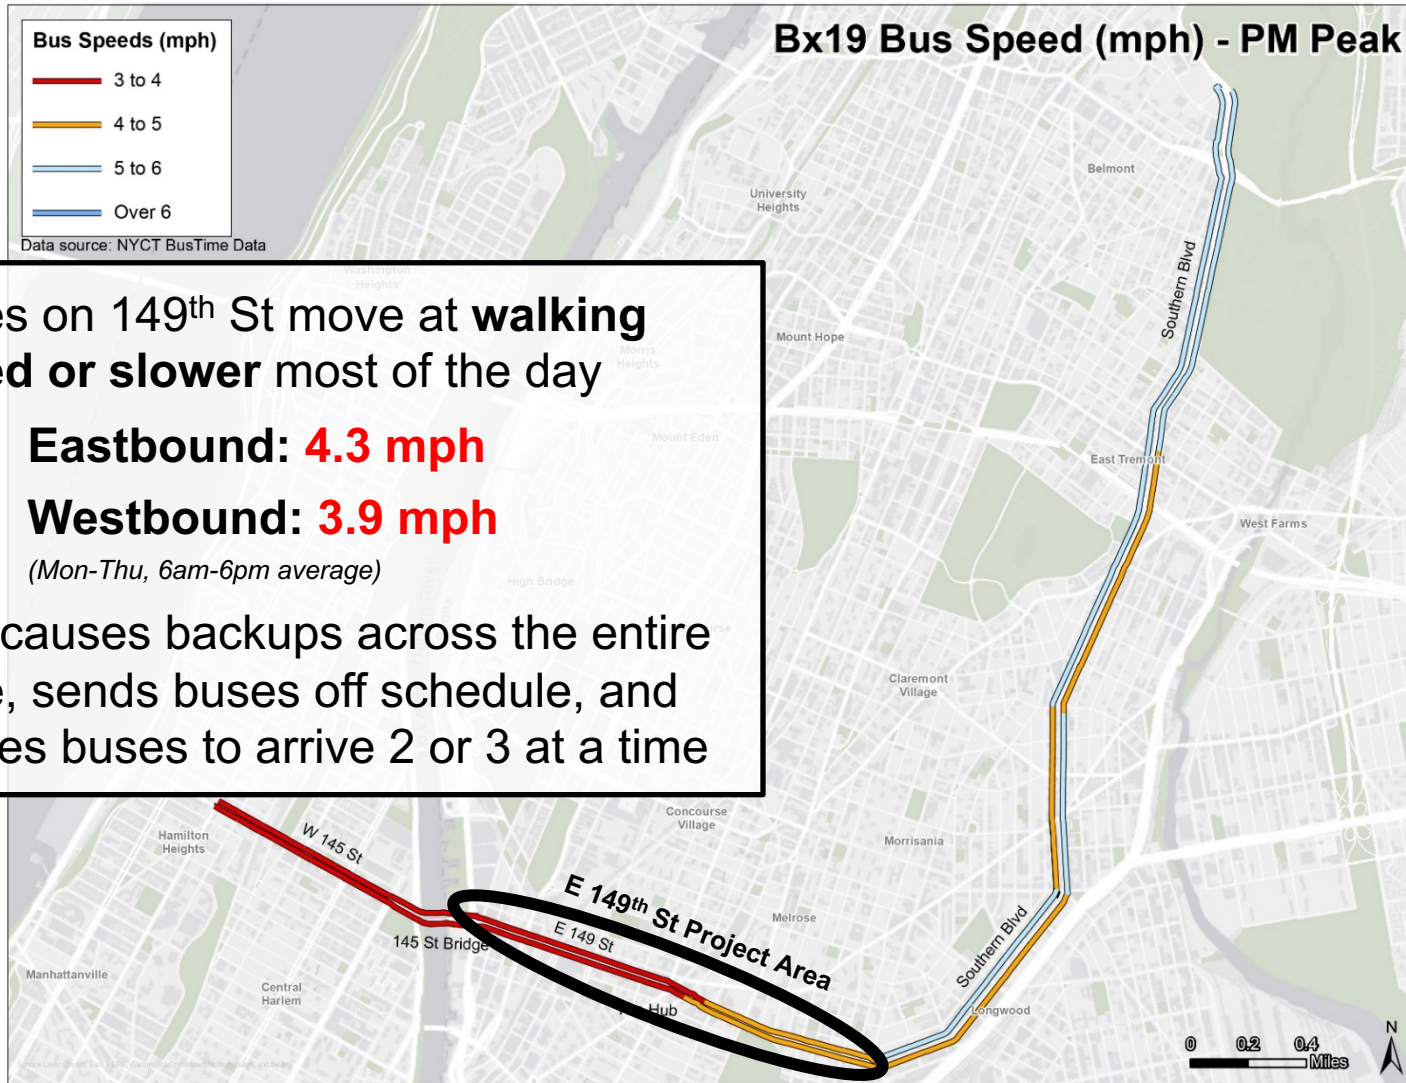 Bx19 Bus Speed (mph) - PM Peak
Bus Speeds (mph)
3 to 4
4 to 5
5 to 6
Over 6
Data source: NYCT BusTime Data
es on 149th St move at walking
ed or slower most of the day
Eastbound: 4.3 mph
Westbound: 3.9 mph
(Mon-Thu, 6am-6pm average)
causes backups across the entire
e, sends buses off schedule, and
es buses to arrive 2 or 3 at a time
Belmont
University
Heights
Washington
Heights
Southern Blvd
Mount Hope
Morris
Heights
Mount Eden
East Tremont
West Farms
High Bridge
Claremont
Village
Concourse
Village
Hamilton
Heights
W 145 St
Morrisania
E 149th St Project Area
Melrose
E 149 St
145 St Bridge
Manhattanville
Central
Harlem
Southern Blvd
Hub
Longwood
N
0 0.2 0.4
Miles